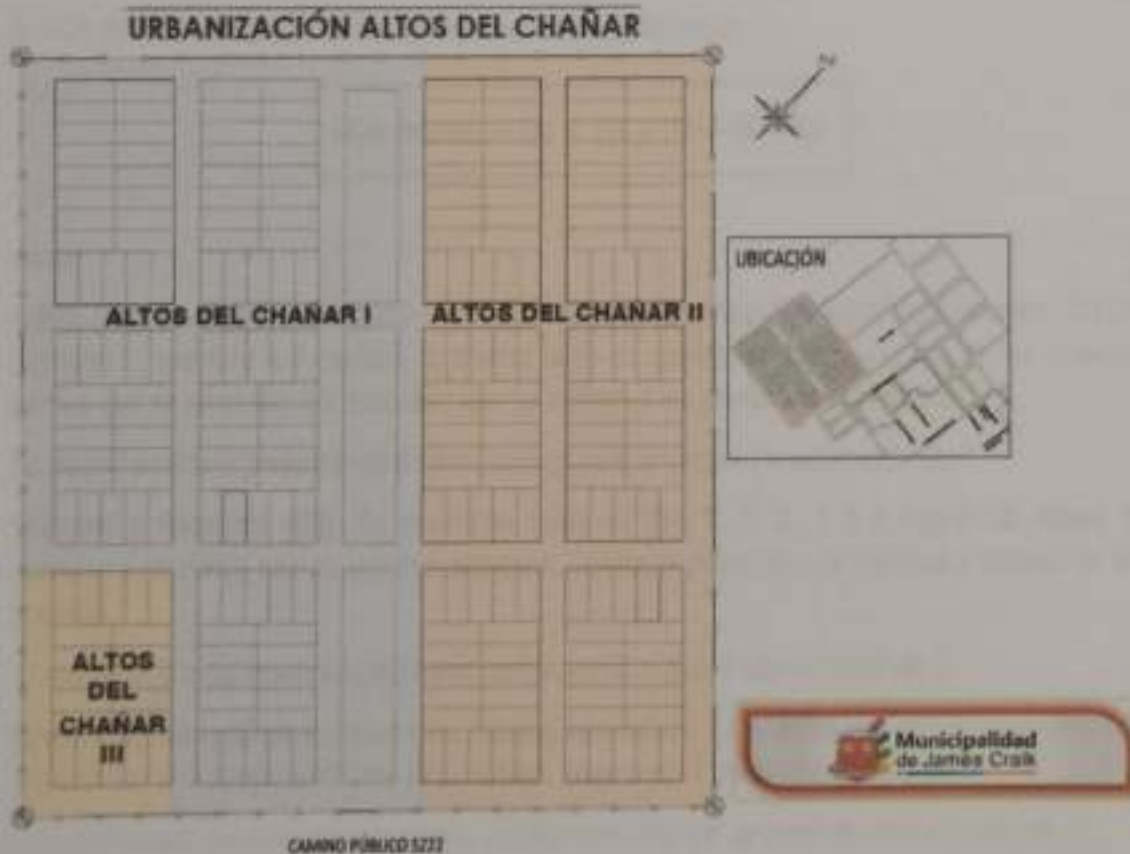 URBANIZACIÓN ALTOS DEL CHAÑAR
N
UBICACIÓN
ALTOS DEL CHAÑAR I
ALTOS DEL CHAÑAR II
ALTOS
DEL
CHAÑAR
III
Municipalidad
de James Craik
CAMINO PÚBLICO